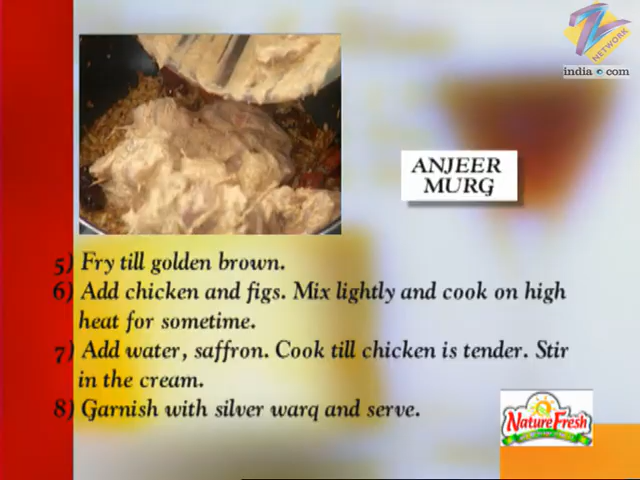 Z
NETWORK
india.com
ANJEER
MURG
5) Fry till golden brown.
6) Add chicken and figs. Mix lightly and cook on high
heat for sometime.
7) Add water, saffron. Cook till chicken is tender. Stir
in the cream.
8) Garnish with silver warq and serve.
Nature Fresh